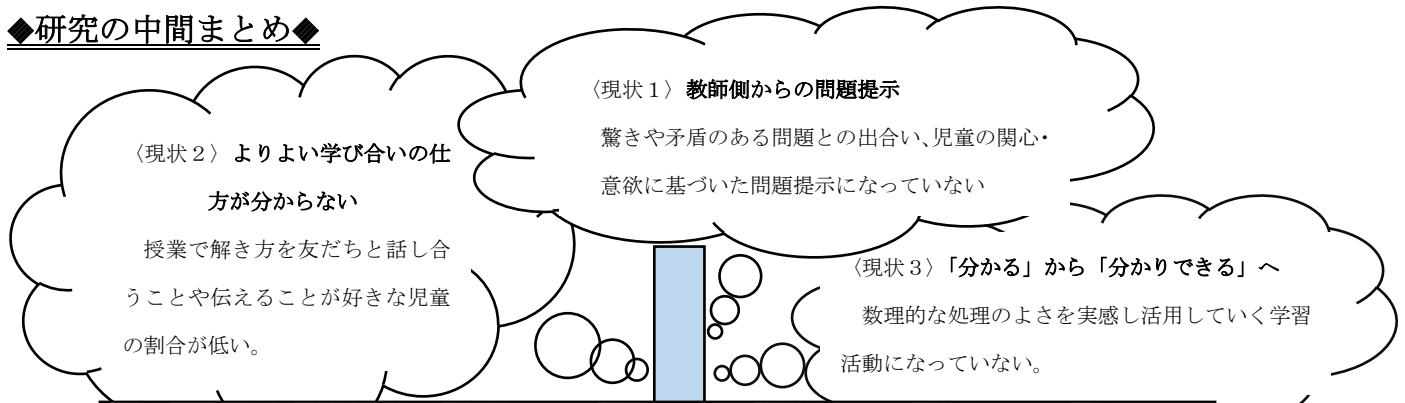 ◆研究の中間まとめ◆
〈現状１〉教師側からの問題提示
驚きや矛盾のある問題との出合い、児童の関心・
意欲に基づいた問題提示になっていない
〈現状２〉よりよい学び合いの仕
方が分からない
授業で解き方を友だちと話し合
うことや伝えることが好きな児童
の割合が低い。
〈現状３〉「分かる」から「分かりできる」へ
数理的な処理のよさを実感し活用していく学習
活動になっていない。